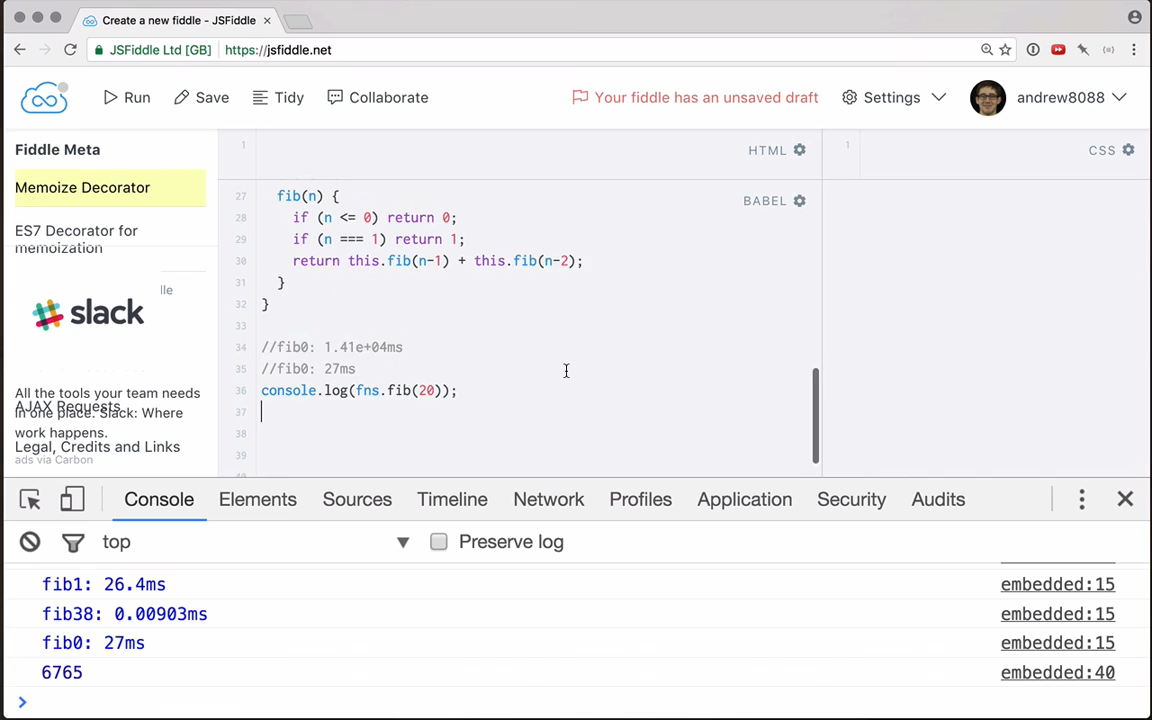 Create a new fiddle - JSFiddle ×
JSFiddle Ltd [GB] https://jsfiddle.net
Run Save Tidy Collaborate Your fiddle has an unsaved draft Settings andrew8088
Fiddle Meta
Memoize Decorator
ES7 Decorator for
memoization
lle
slack
All the tools your team needs
AJAX Requests
in one place. Slack: Where
work happens.
Legal, Credits and Links
ads via Carbon
1 HTML
1 CSS
BABEL
27 fib(n) {
28 if (n <= 0) return 0;
29 if (n === 1) return 1;
30 return this.fib(n-1) + this.fib(n-2);
31 }
32 }
33
34 //fib0: 1.41e+04ms
35 //fib0: 27ms
36 console.log(fns.fib(20));
37
38
39
Console Elements Sources Timeline Network Profiles Application Security Audits
top Preserve log
fib1: 26.4ms embedded:15
fib38: 0.00903ms embedded:15
fib0: 27ms embedded:15
6765 embedded:40
>